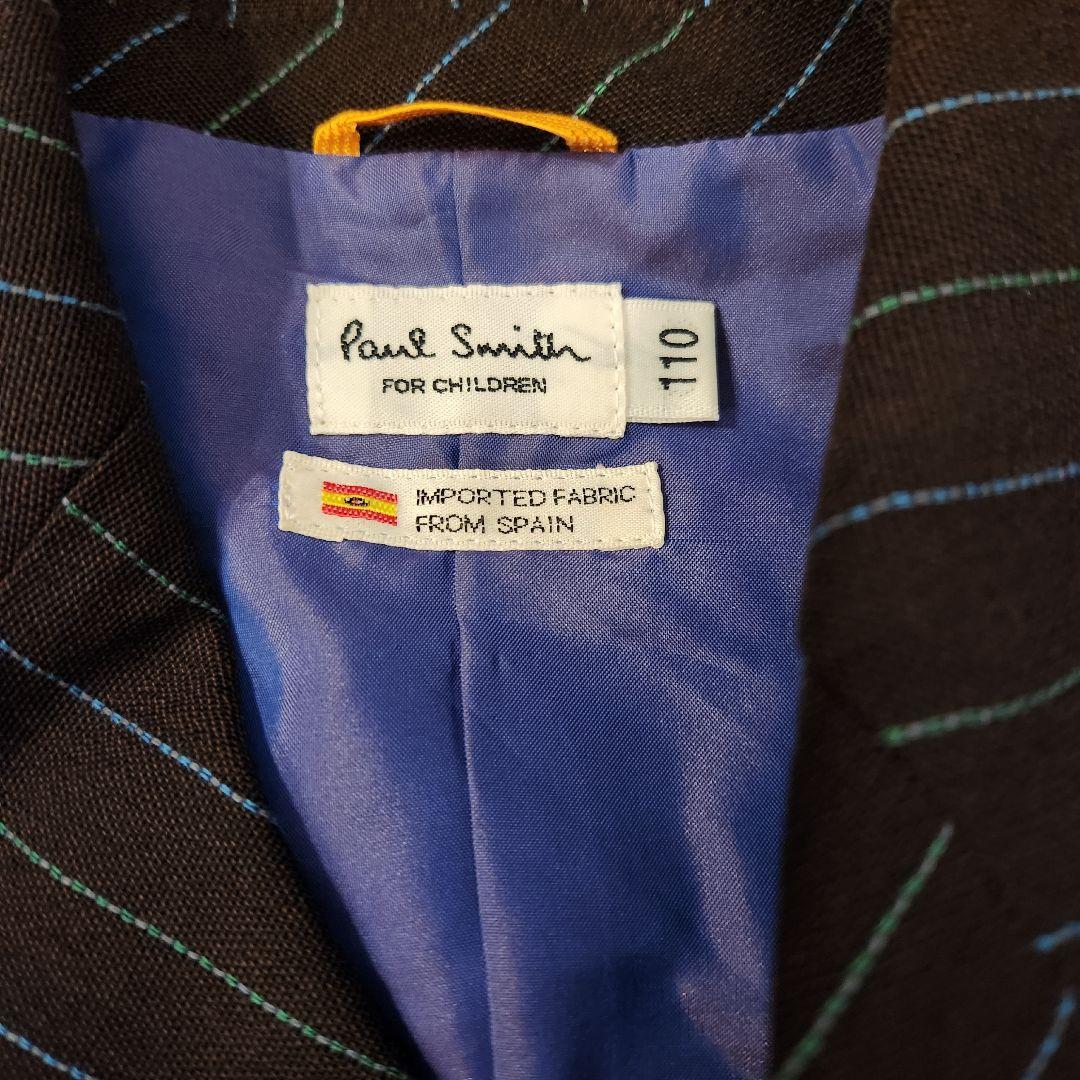 Paul Smith
FOR CHILDREN
110
IMPORTED FABRIC
FROM SPAIN